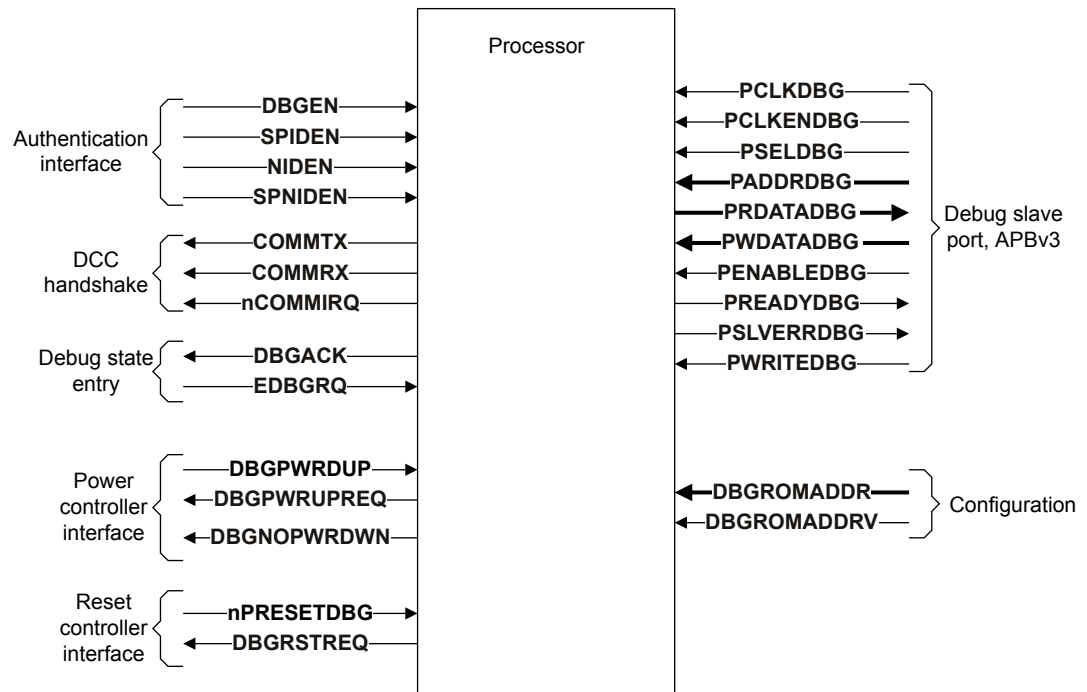 Processor
Authentication
interface
DBGEN
SPIDEN
NIDEN
SPNIDEN
DCC
handshake
COMMTX
COMMRX
nCOMMIRQ
Debug state
entry
DBGACK
EDBGRQ
Power
controller
interface
DBGPWRDUP
DBGPWRUPREQ
DBGNOPWRDWN
Reset
controller
interface
nPRESETDBG
DBGRSTREQ
PCLKDBG
PCLKENDBG
PSELDBG
PADDRDBG
PRDATADBG
PWDATADBG
PENABLEDBG
PREADYDBG
PSLVERRDBG
PWRITEDBG
Debug slave
port, APBv3
DBGROMADDR
DBGROMADDRV
Configuration